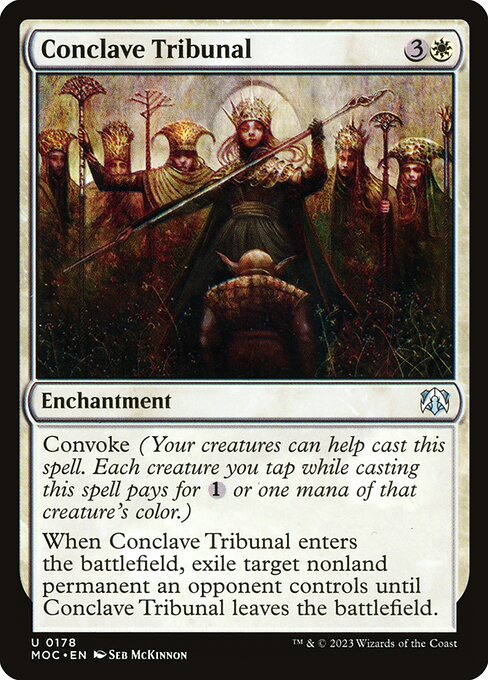 Conclave Tribunal 3
Enchantment
Convoke (Your creatures can help cast this
spell. Each creature you tap while casting
this spell pays for 1 or one mana of that
creature's color.)
When Conclave Tribunal enters
the battlefield, exile target nonland
permanent an opponent controls until
Conclave Tribunal leaves the battlefield.
U 0178
MOC • EN Seb McKinnon
™ & © 2023 Wizards of the Coast